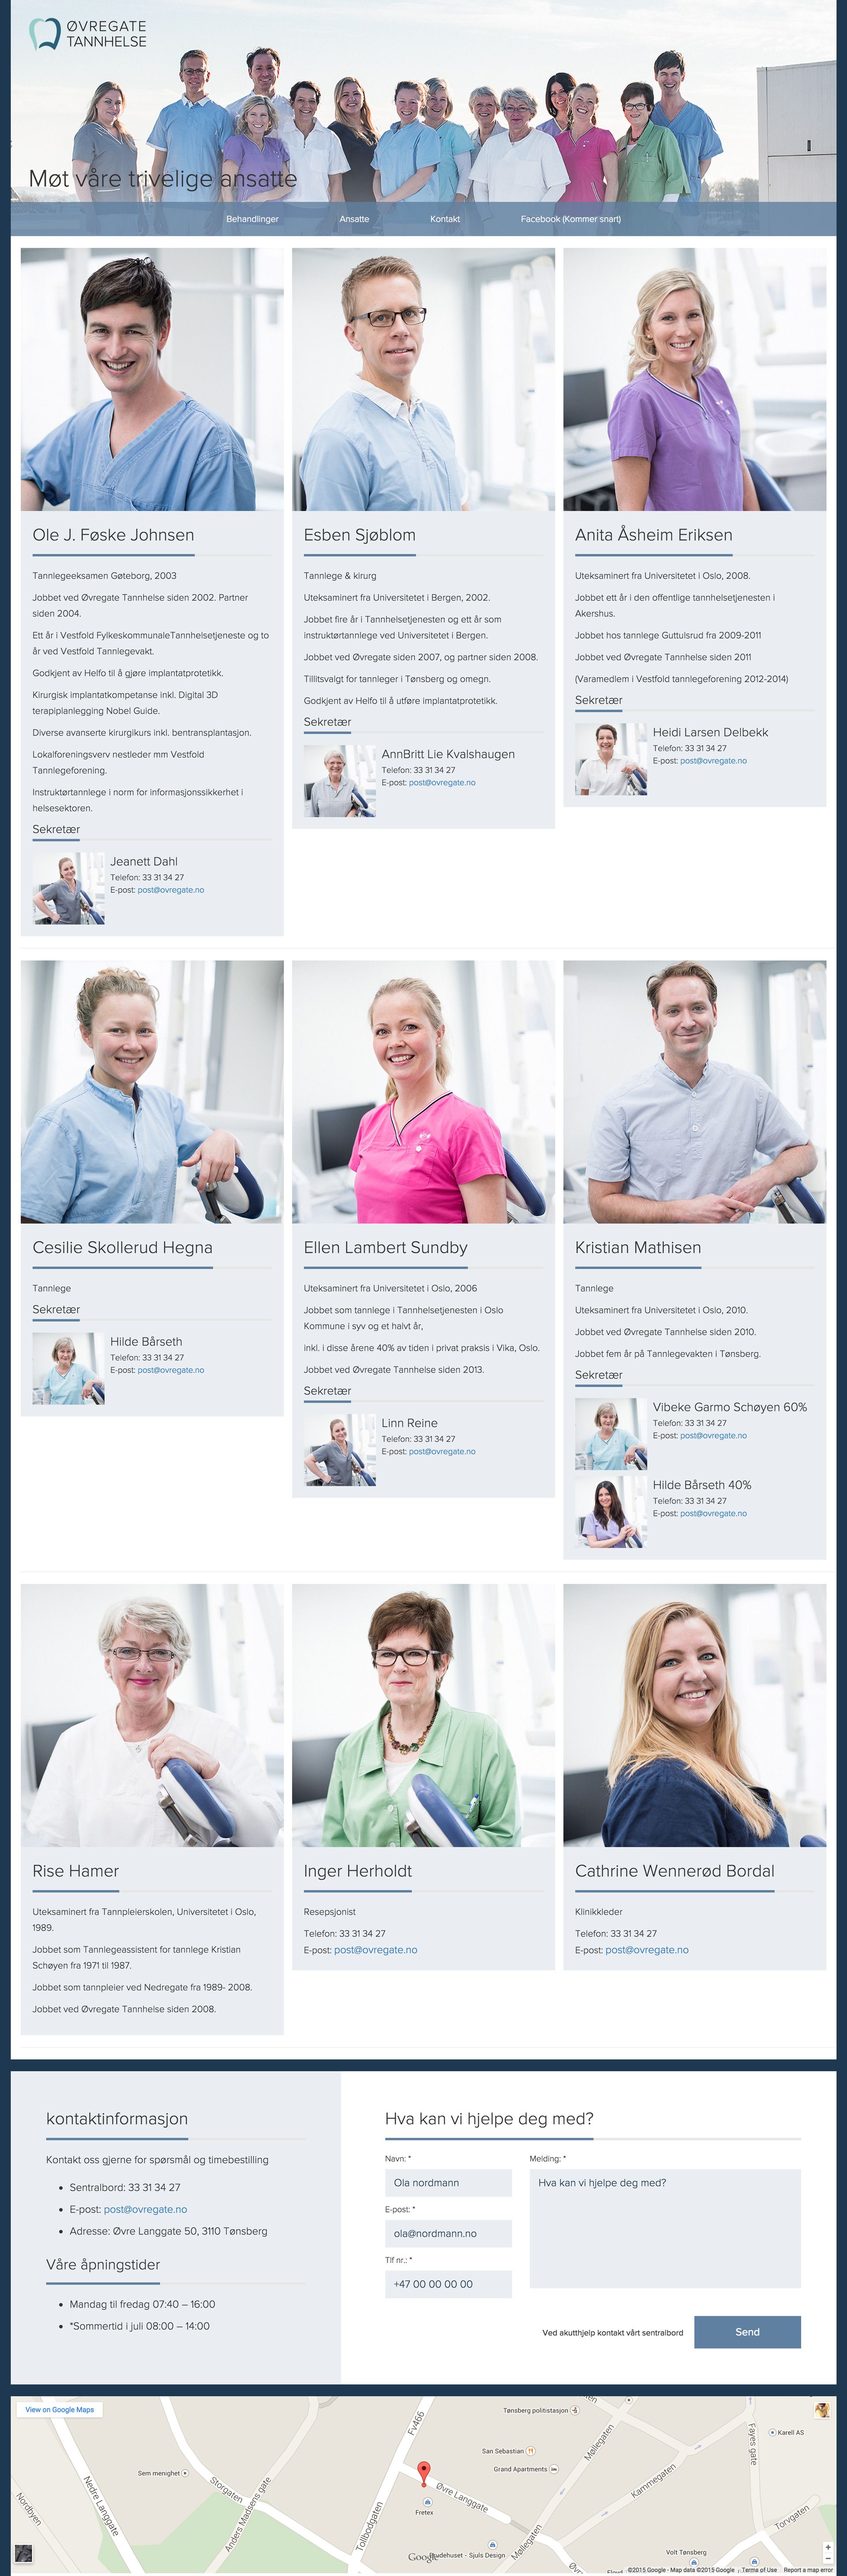 ØVREGATE
TANNHELSE
Møt våre trivelige ansatte
Behandlinger
Ansatte
Kontakt
Facebook (Kommer snart)
Ole J. Føske Johnsen
Tannlegeeksamen Gøteborg, 2003
Jobbet ved Øvregate Tannhelse siden 2002. Partner
siden 2004.
Ett år i Vestfold FylkeskommunaleTannhelsetjeneste og to
år ved Vestfold Tannlegevakt.
Godkjent av Helfo til å gjøre implantatprotetikk.
Kirurgisk implantatkompetanse inkl. Digital 3D
terapiplanlegging Nobel Guide.
Diverse avanserte kirurgikurs inkl. bentransplantasjon.
Lokalforeningsverv nestleder mm Vestfold
Tannlegeforening.
Instruktørtannlege i norm for informasjonssikkerhet i
helsesektoren.
Sekretær
Jeanett Dahl
Telefon: 33 31 34 27
E-post: post@ovregate.no
Esben Sjøblom
Tannlege & kirurg
Uteksaminert fra Universitetet i Bergen, 2002.
Jobbet fire år i Tannhelsetjenesten og ett år som
instruktørtannlege ved Universitetet i Bergen.
Jobbet ved Øvregate siden 2007, og partner siden 2008.
Tillitsvalgt for tannleger i Tønsberg og omegn.
Godkjent av Helfo til å utføre implantatprotetikk.
Sekretær
AnnBritt Lie Kvalshaugen
Telefon: 33 31 34 27
E-post: post@ovregate.no
Anita Åsheim Eriksen
Uteksaminert fra Universitetet i Oslo, 2008.
Jobbet ett år i den offentlige tannhelsetjenesten i
Akershus.
Jobbet hos tannlege Guttulsrud fra 2009-2011
Jobbet ved Øvregate Tannhelse siden 2011
(Varamedlem i Vestfold tannlegeforening 2012-2014)
Sekretær
Heidi Larsen Delbekk
Telefon: 33 31 34 27
E-post: post@ovregate.no
Cesilie Skollerud Hegna
Tannlege
Sekretær
Hilde Bårseth
Telefon: 33 31 34 27
E-post: post@ovregate.no
Ellen Lambert Sundby
Uteksaminert fra Universitetet i Oslo, 2006
Jobbet som tannlege i Tannhelsetjenesten i Oslo
Kommune i syv og et halvt år,
inkl. i disse årene 40% av tiden i privat praksis i Vika, Oslo.
Jobbet ved Øvregate Tannhelse siden 2013.
Sekretær
Linn Reine
Telefon: 33 31 34 27
E-post: post@ovregate.no
Kristian Mathisen
Tannlege
Uteksaminert fra Universitetet i Oslo, 2010.
Jobbet ved Øvregate Tannhelse siden 2010.
Jobbet fem år på Tannlegevakten i Tønsberg.
Sekretær
Vibeke Garmo Schøyen 60%
Telefon: 33 31 34 27
E-post: post@ovregate.no
Hilde Bårseth 40%
Telefon: 33 31 34 27
E-post: post@ovregate.no
Rise Hamer
Uteksaminert fra Tannpleierskolen, Universitetet i Oslo,
1989.
Jobbet som Tannlegeassistent for tannlege Kristian
Schøyen fra 1971 til 1987.
Jobbet som tannpleier ved Nedregate fra 1989- 2008.
Jobbet ved Øvregate Tannhelse siden 2008.
Inger Herholdt
Resepsjonist
Telefon: 33 31 34 27
E-post: post@ovregate.no
Cathrine Wennerød Bordal
Klinikkleder
Telefon: 33 31 34 27
E-post: post@ovregate.no
kontaktinformasjon
Kontakt oss gjerne for spørsmål og timebestilling
• Sentralbord: 33 31 34 27
• E-post: post@ovregate.no
• Adresse: Øvre Langgate 50, 3110 Tønsberg
Våre åpningstider
• Mandag til fredag 07:40 – 16:00
• *Sommertid i juli 08:00 – 14:00
Hva kan vi hjelpe deg med?
Navn: *
Ola nordmann
E-post: *
ola@nordmann.no
Tlf nr.: *
+47 00 00 00 00
Melding: *
Hva kan vi hjelpe deg med?
Ved akutthjelp kontakt vårt sentralbord
Send
View on Google Maps
Tønsberg politistasjon
Karell AS
Fv466
Møllegaten
Fayes gate
San Sebastian
Grand Apartments
Sem menighet
Storgaten
Nedre Langgate
Anders Madsens gate
Øvre Langgate
Kammegaten
Nordbyen
Fretex
Tollbodgaten
Torvgaten
Møllegaten
Google
Brudehuset - Sjuls Design
Volt Tønsberg
©2015 Google - Map data ©2015 Google
Terms of Use
Report a map error